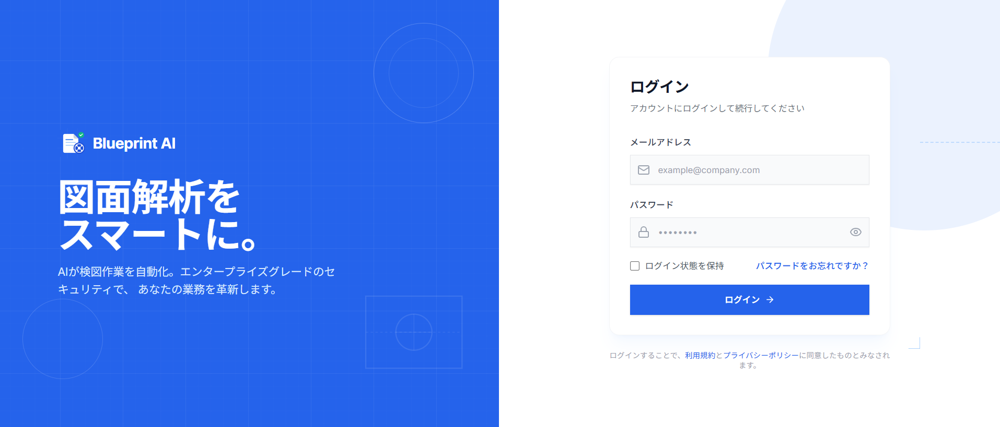 Blueprint AI
図面解析を
スマートに。
AIが検図作業を自動化。エンタープライズグレードのセ
キュリティで、 あなたの業務を革新します。
ログイン
アカウントにログインして続行してください
メールアドレス
example@company.com
パスワード
••••••••
ログイン状態を保持
パスワードをお忘れですか？
ログイン →
ログインすることで、利用規約とプライバシーポリシーに同意したものとみなされ
ます。